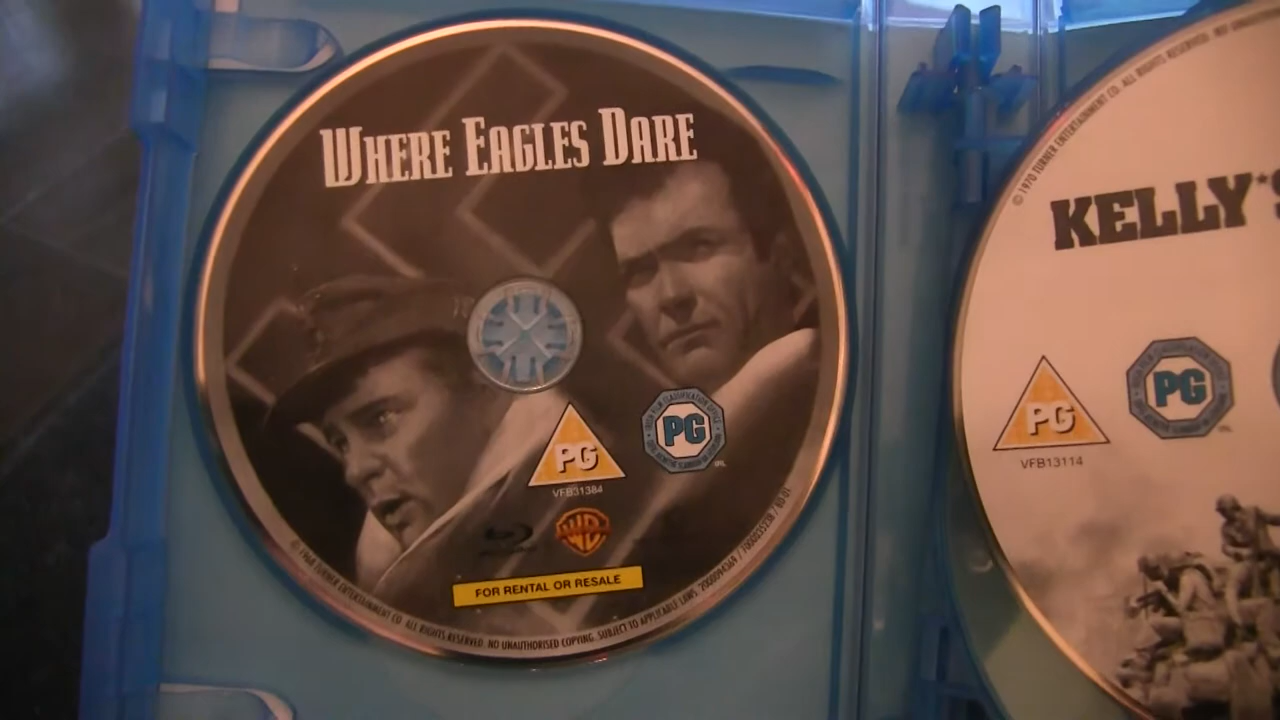 WHERE EAGLES DARE
PG
PG
VFB31384
WB
FOR RENTAL OR RESALE
© 1968 TURNER ENTERTAINMENT CO. ALL RIGHTS RESERVED. NO UNAUTHORISED COPYING. SUBJECT TO APPLICABLE LAWS.
© 1970 TURNER ENTERTAINMENT CO. ALL RIGHTS RESERVED.
KELLY'S
PG
PG
VFB13114